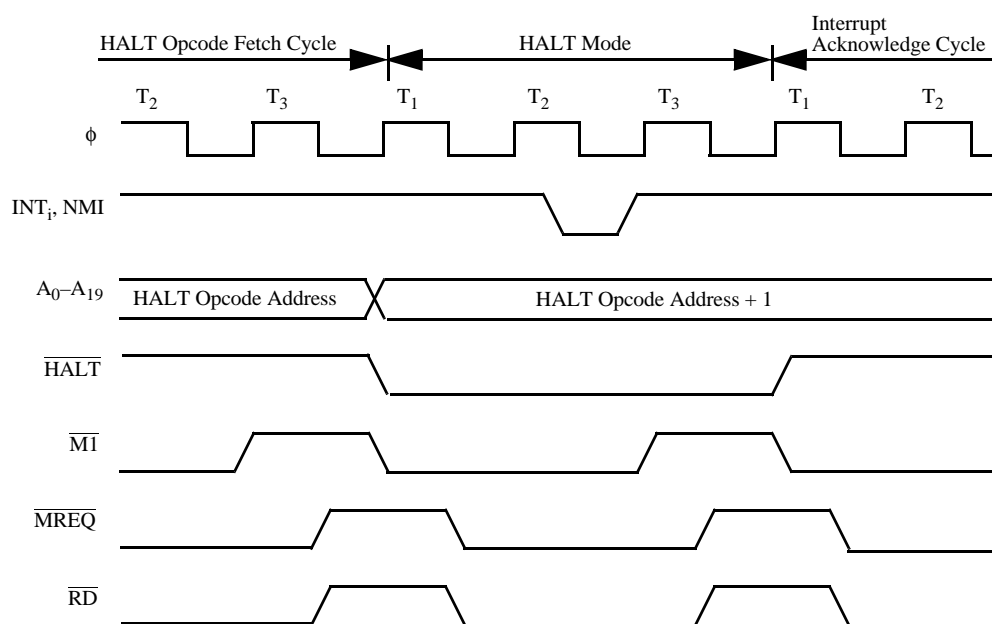 Interrupt
HALT Opcode Fetch Cycle HALT Mode Acknowledge Cycle
T2 T3 T1 T2 T3 T1 T2
ϕ
INTi, NMI
A0–A19 HALT Opcode Address HALT Opcode Address + 1
HALT
M1
MREQ
RD